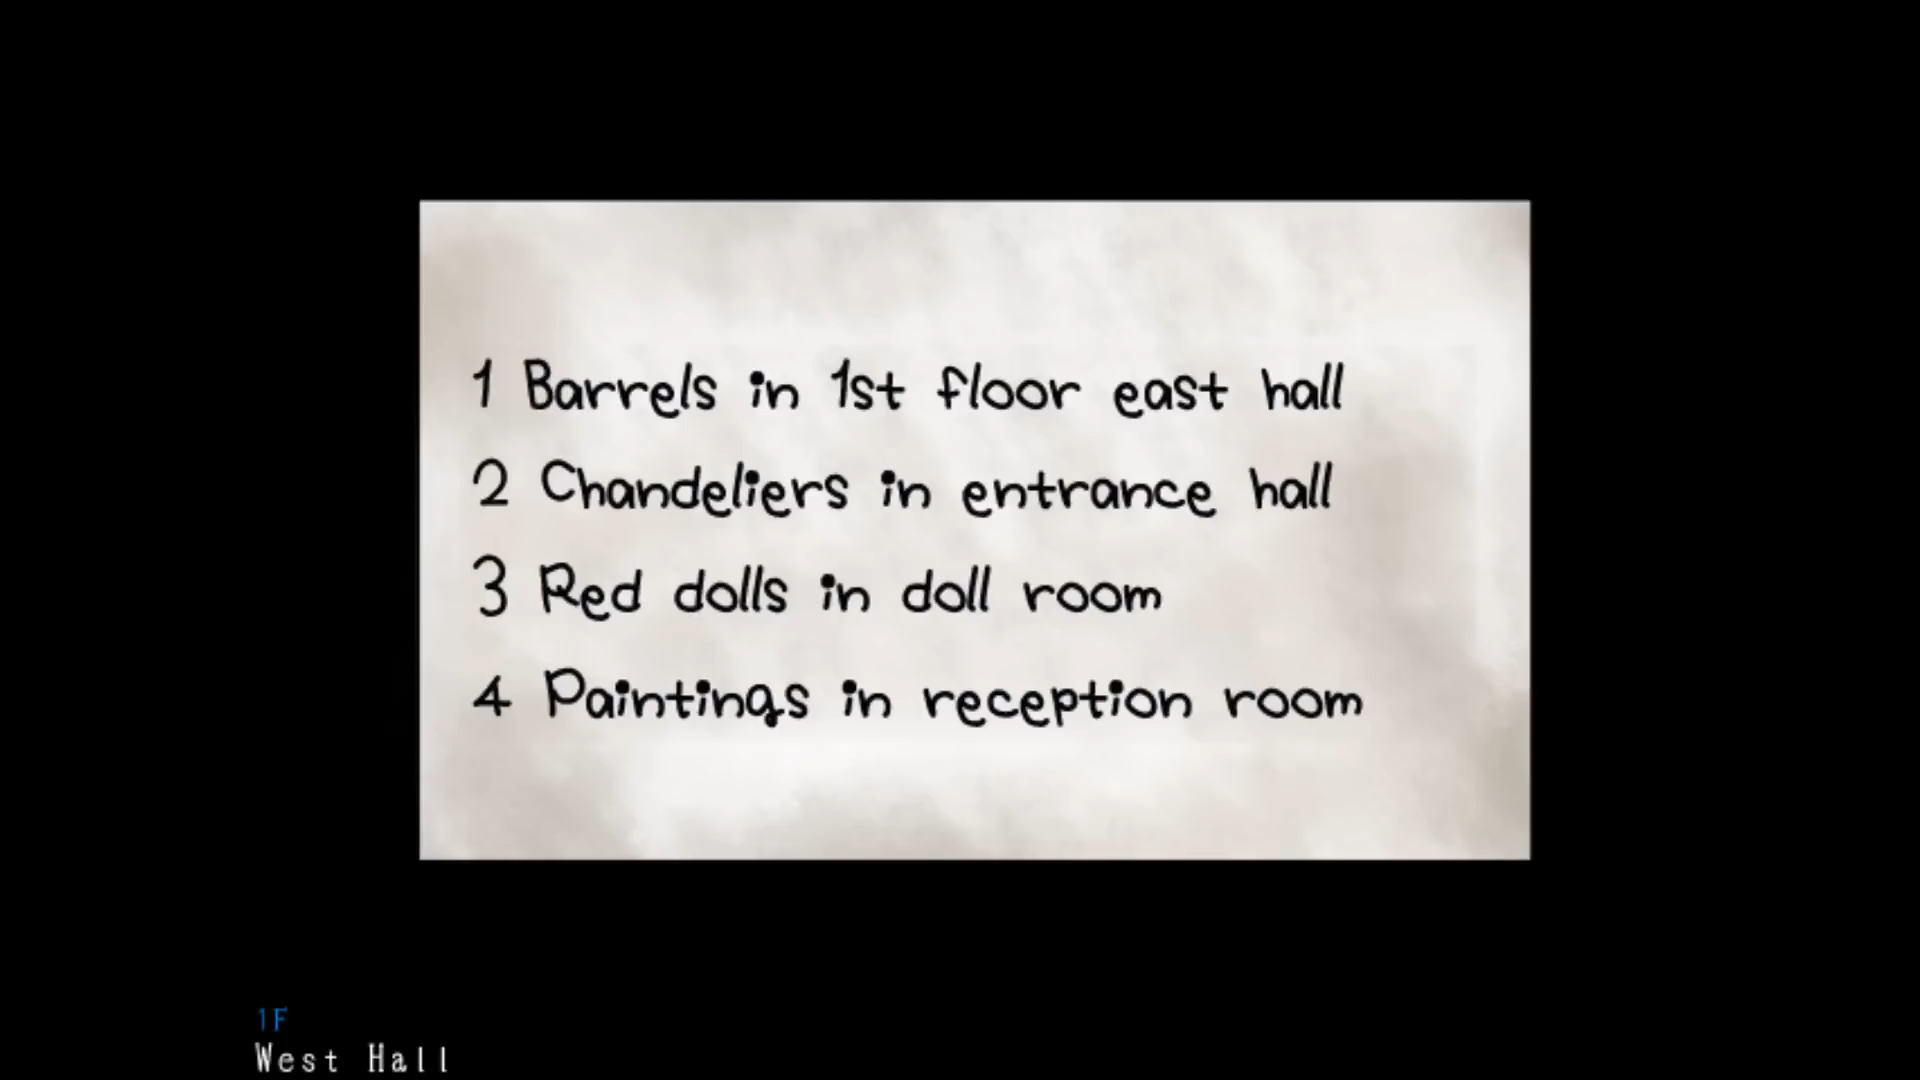 1 Barrels in 1st floor east hall
2 Chandeliers in entrance hall
3 Red dolls in doll room
4 Paintings in reception room
1F
West Hall